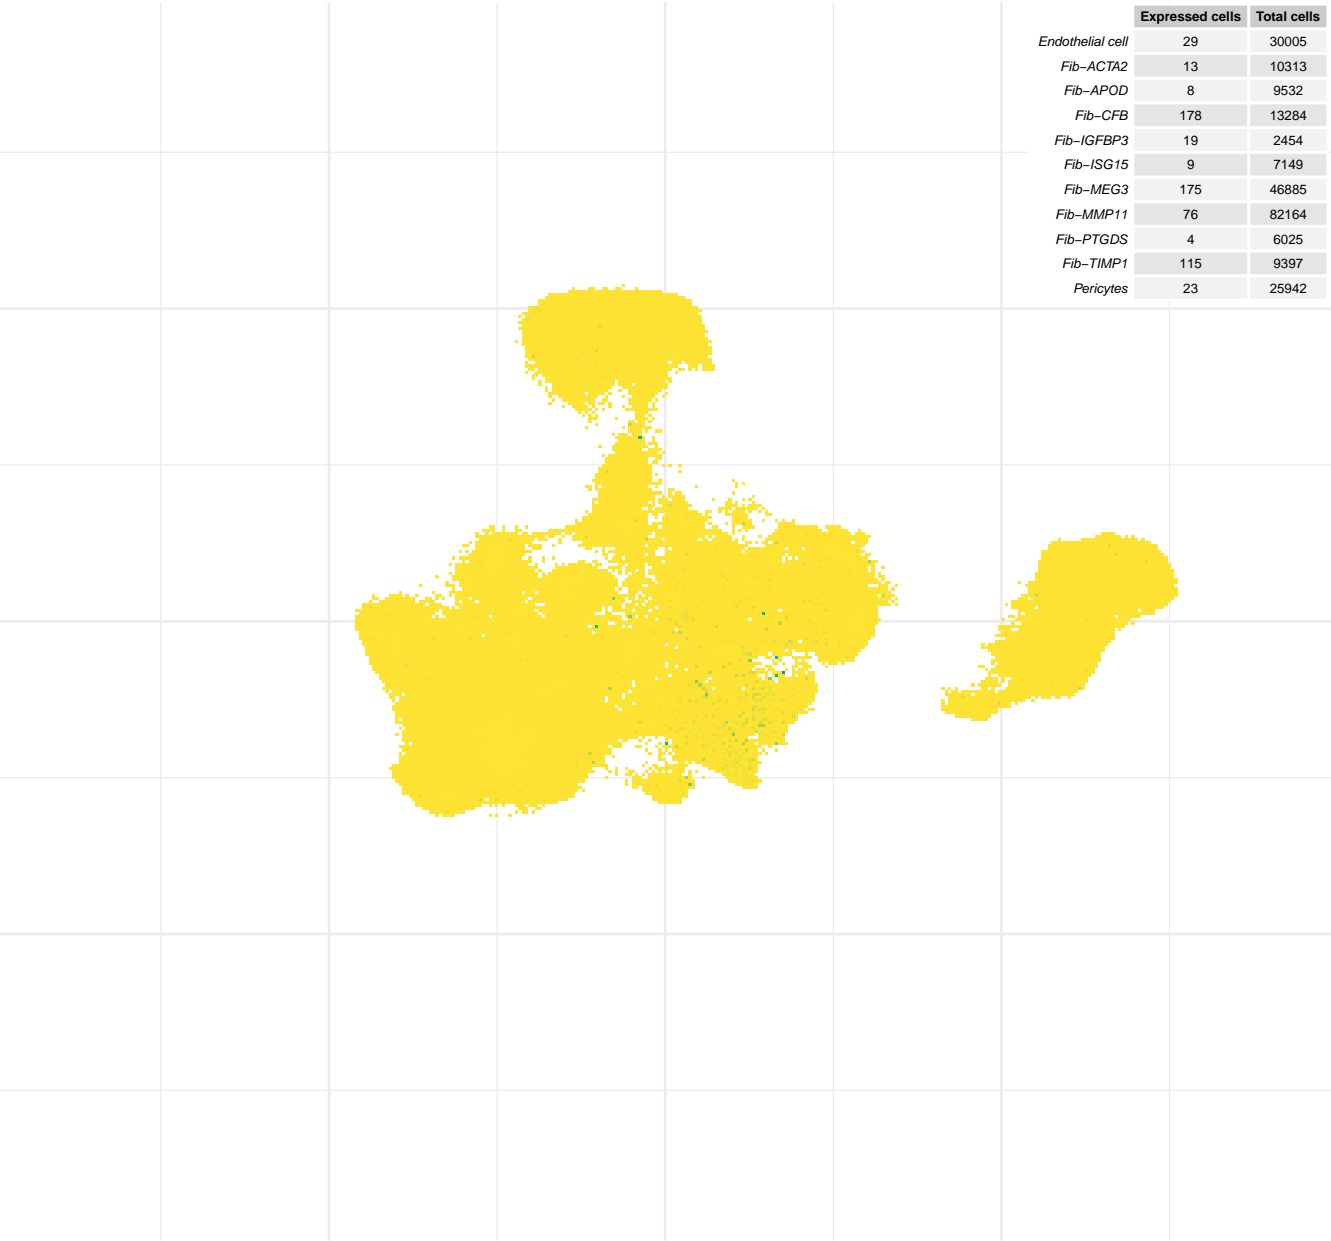 Expressed cells Total cells
Endothelial cell 29 30005
Fib−ACTA2 13 10313
Fib−APOD 8 9532
Fib−CFB 178 13284
Fib−IGFBP3 19 2454
Fib−ISG15 9 7149
Fib−MEG3 175 46885
Fib−MMP11 76 82164
Fib−PTGDS 4 6025
Fib−TIMP1 115 9397
Pericytes 23 25942